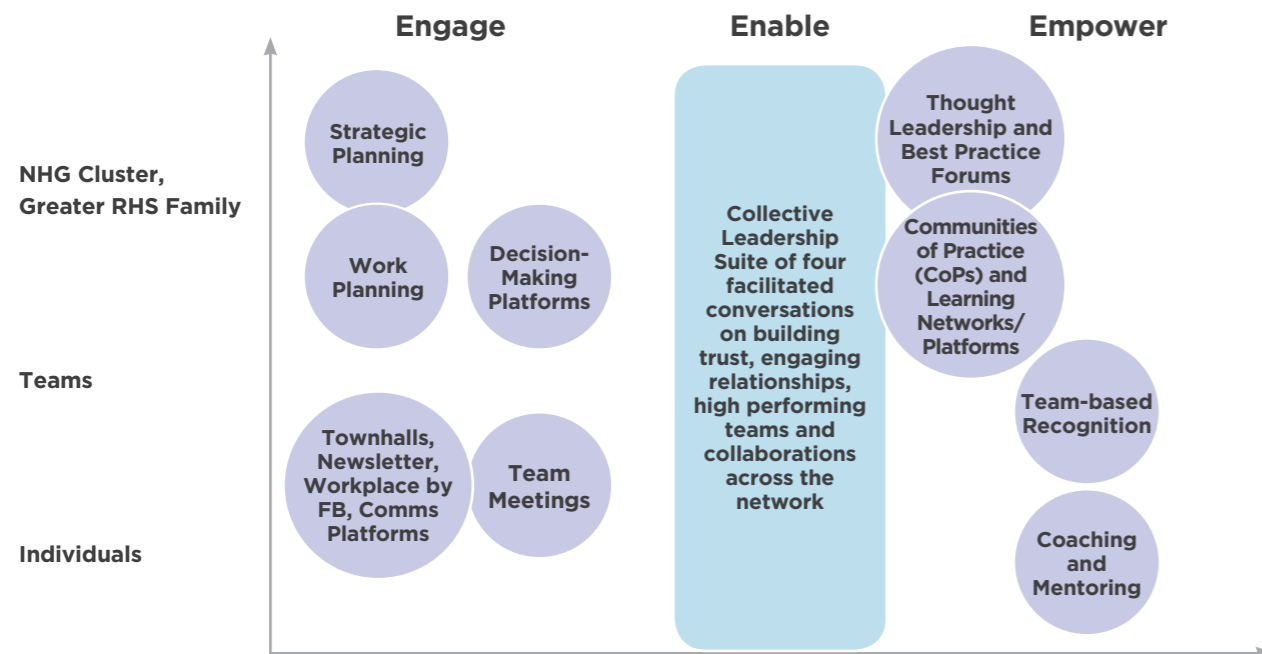 Engage
Enable
Empower
NHG Cluster,
Greater RHS Family
Teams
Individuals
Strategic
Planning
Work
Planning
Decision-
Making
Platforms
Townhalls,
Newsletter,
Workplace by
FB, Comms
Platforms
Team
Meetings
Collective
Leadership
Suite of four
facilitated
conversations
on building
trust, engaging
relationships,
high performing
teams and
collaborations
across the
network
Thought
Leadership and
Best Practice
Forums
Communities
of Practice
(CoPs) and
Learning
Networks/
Platforms
Team-based
Recognition
Coaching
and
Mentoring